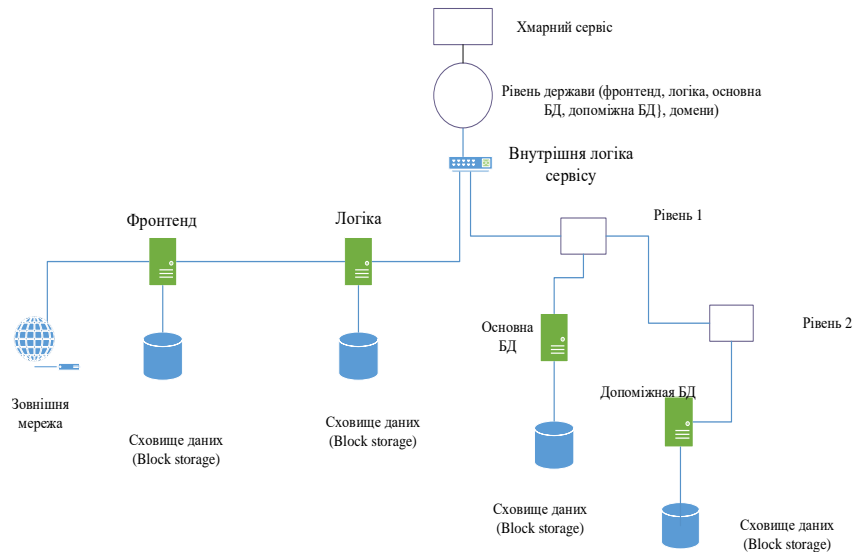 Хмарний сервіс
Рівень держави (фронтенд, логіка, основна
БД, допоміжна БД}, домени)
Внутрішня логіка
сервісу
Рівень 1
Фронтенд
Логіка
Основна
БД
Рівень 2
Допоміжная БД
Зовнішня
мережа
Сховище даних
(Block storage)
Сховище даних
(Block storage)
Сховище даних
(Block storage)
Сховище даних
(Block storage)